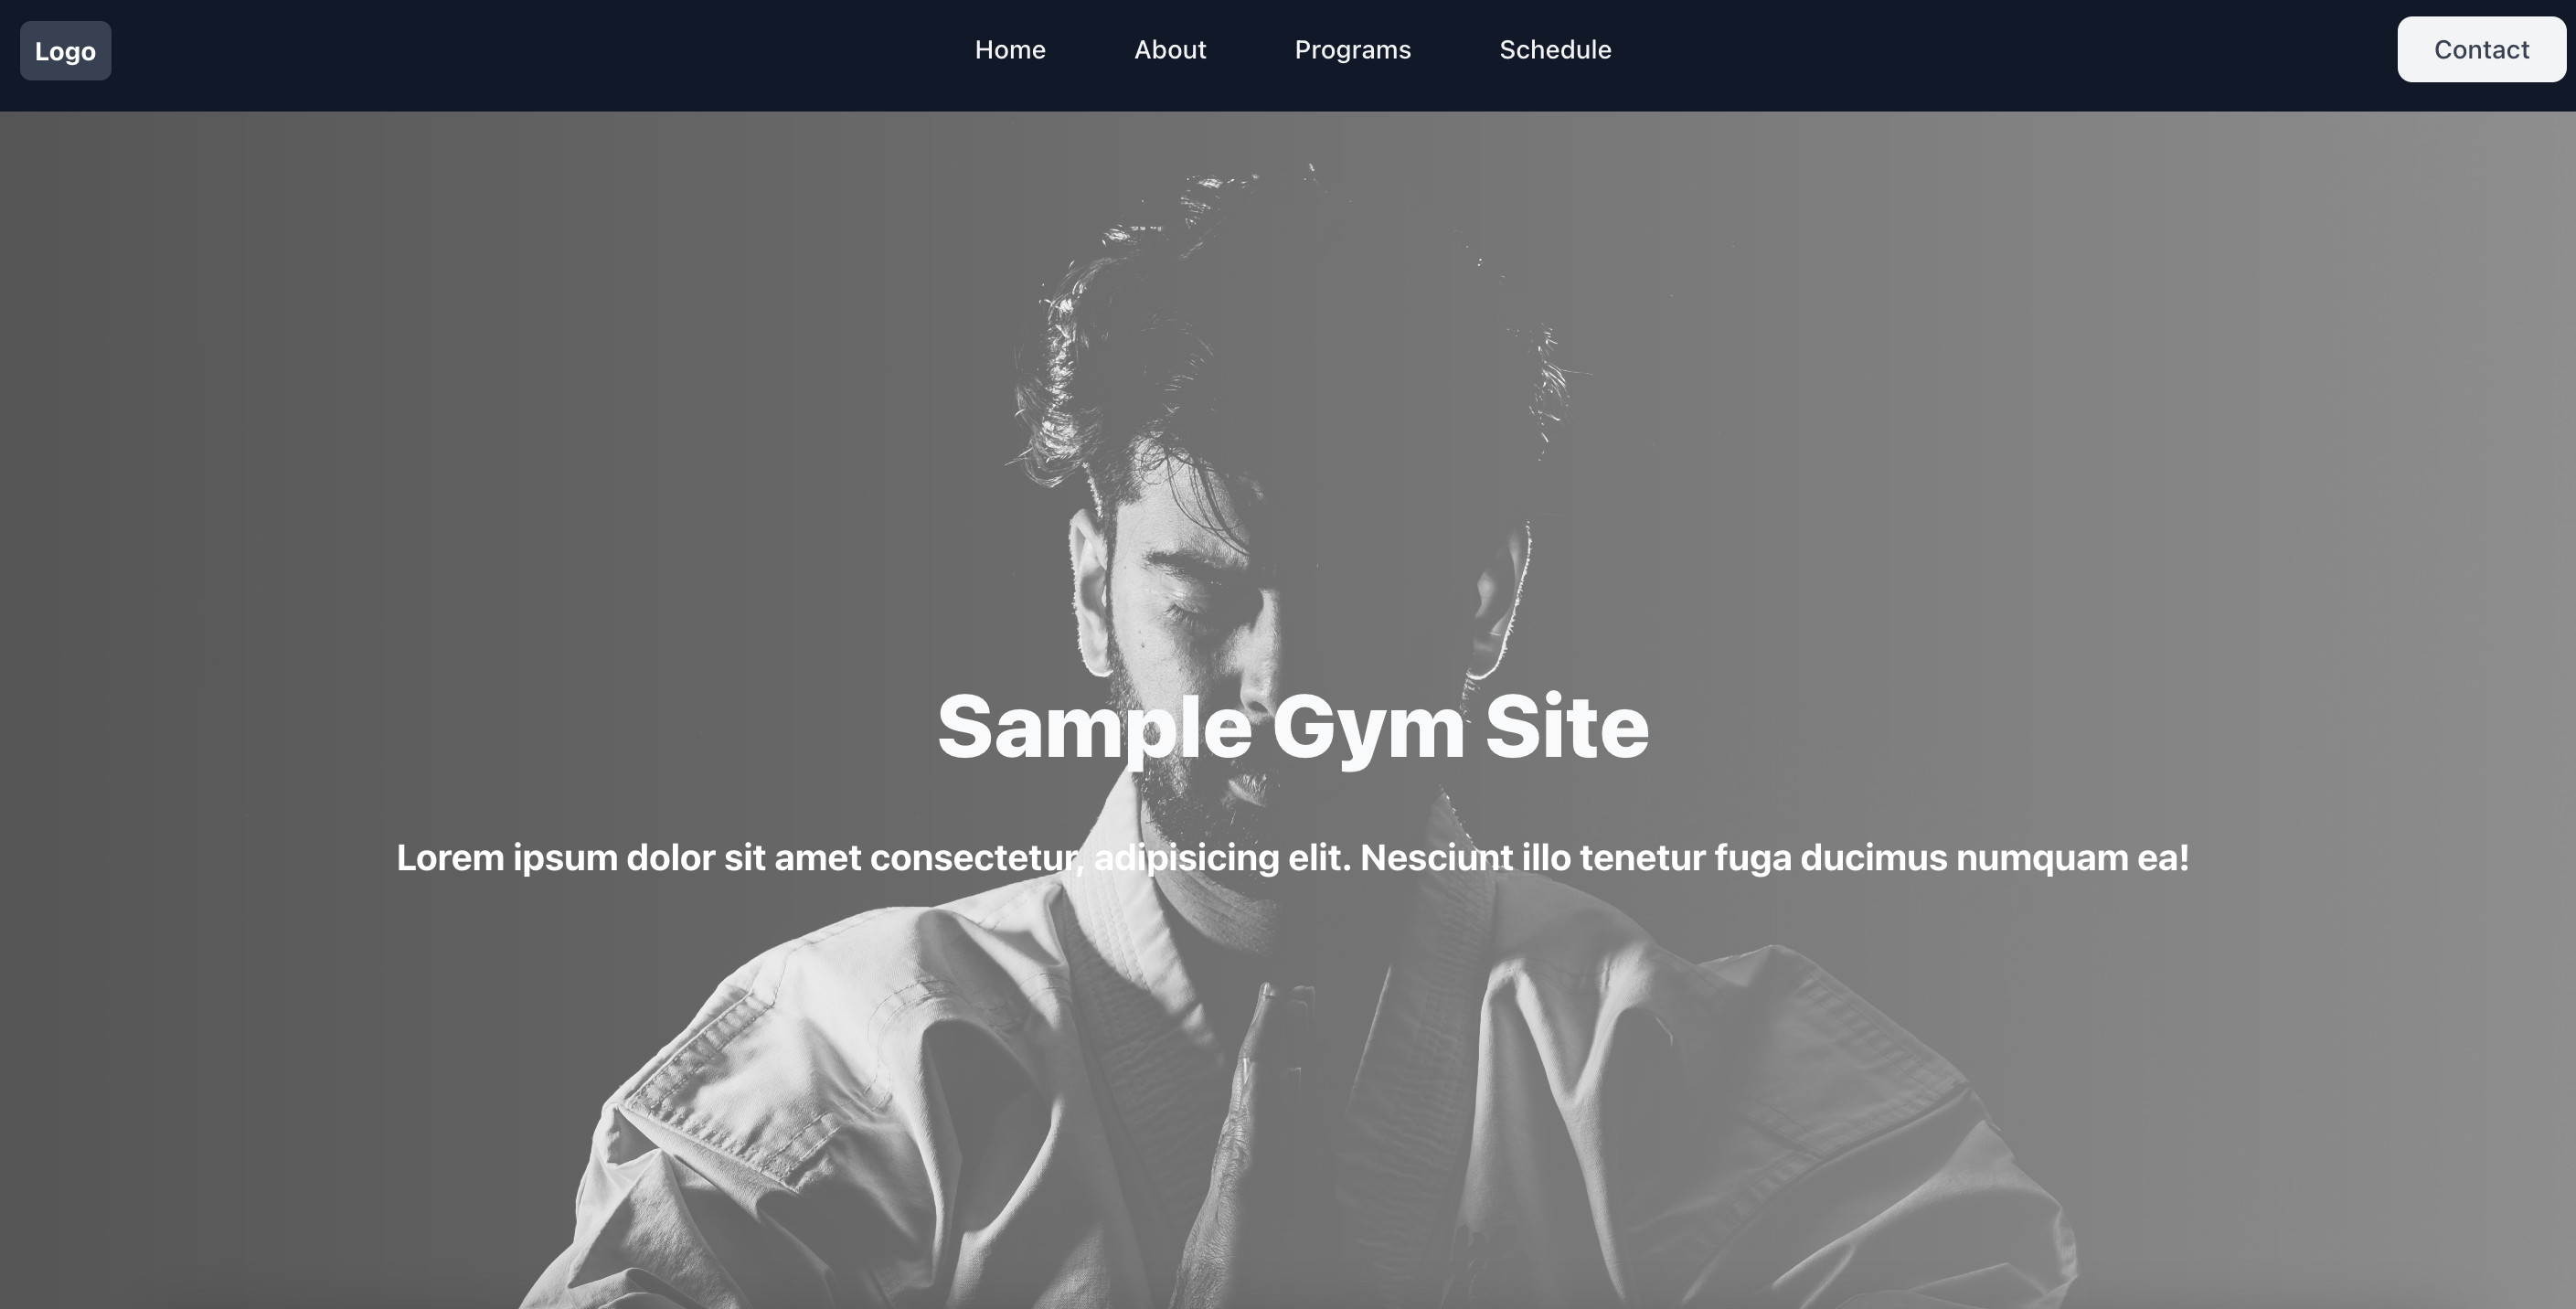 Logo
Home About Programs Schedule
Contact
Sample Gym Site
Lorem ipsum dolor sit amet consectetur, adipisicing elit. Nesciunt illo tenetur fuga ducimus numquam ea!